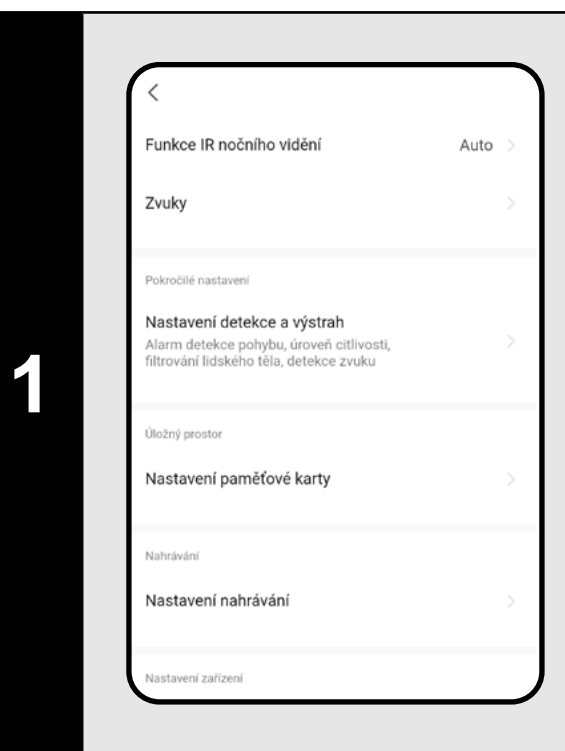 1
Funkce IR nočního vidění Auto
Zvuky
Pokročilé nastavení
Nastavení detekce a výstrah
Alarm detekce pohybu, úroveň citlivosti,
filtrování lidského těla, detekce zvuku
Úložný prostor
Nastavení paměťové karty
Nahrávání
Nastavení nahrávání
Nastavení zařízení